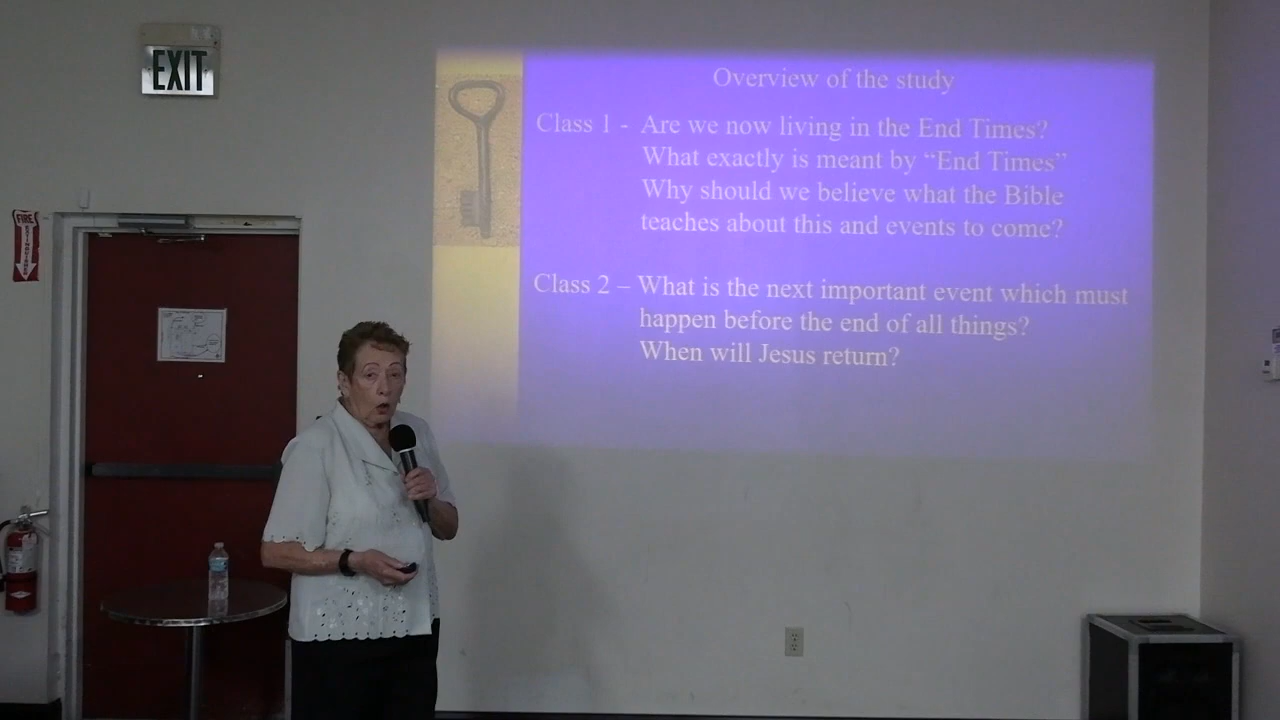 EXIT
Overview of the study
Class 1 - Are we now living in the End Times?
What exactly is meant by “End Times”
Why should we believe what the Bible
teaches about this and events to come?
Class 2 – What is the next important event which must
happen before the end of all things?
When will Jesus return?
FIRE